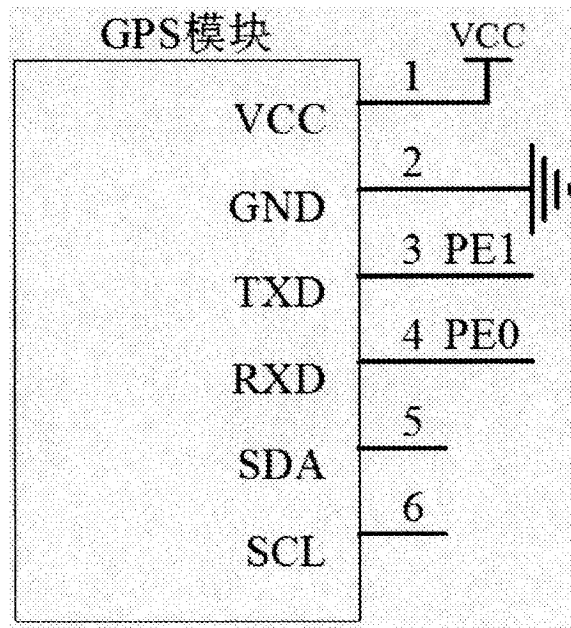 GPS模块
VCC
1
VCC
2
GND
3 PE1
TXD
4 PE0
RXD
5
SDA
6
SCL